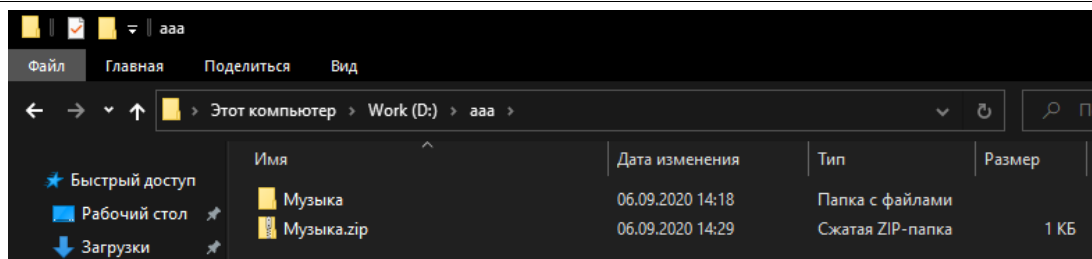 aaa
Файл Главная Поделиться Вид
Этот компьютер > Work (D:) > aaa >
Имя Дата изменения Тип Размер
Быстрый доступ
Музыка 06.09.2020 14:18 Папка с файлами
Рабочий стол
Музыка.zip 06.09.2020 14:29 Сжатая ZIP-папка 1 КБ
Загрузки